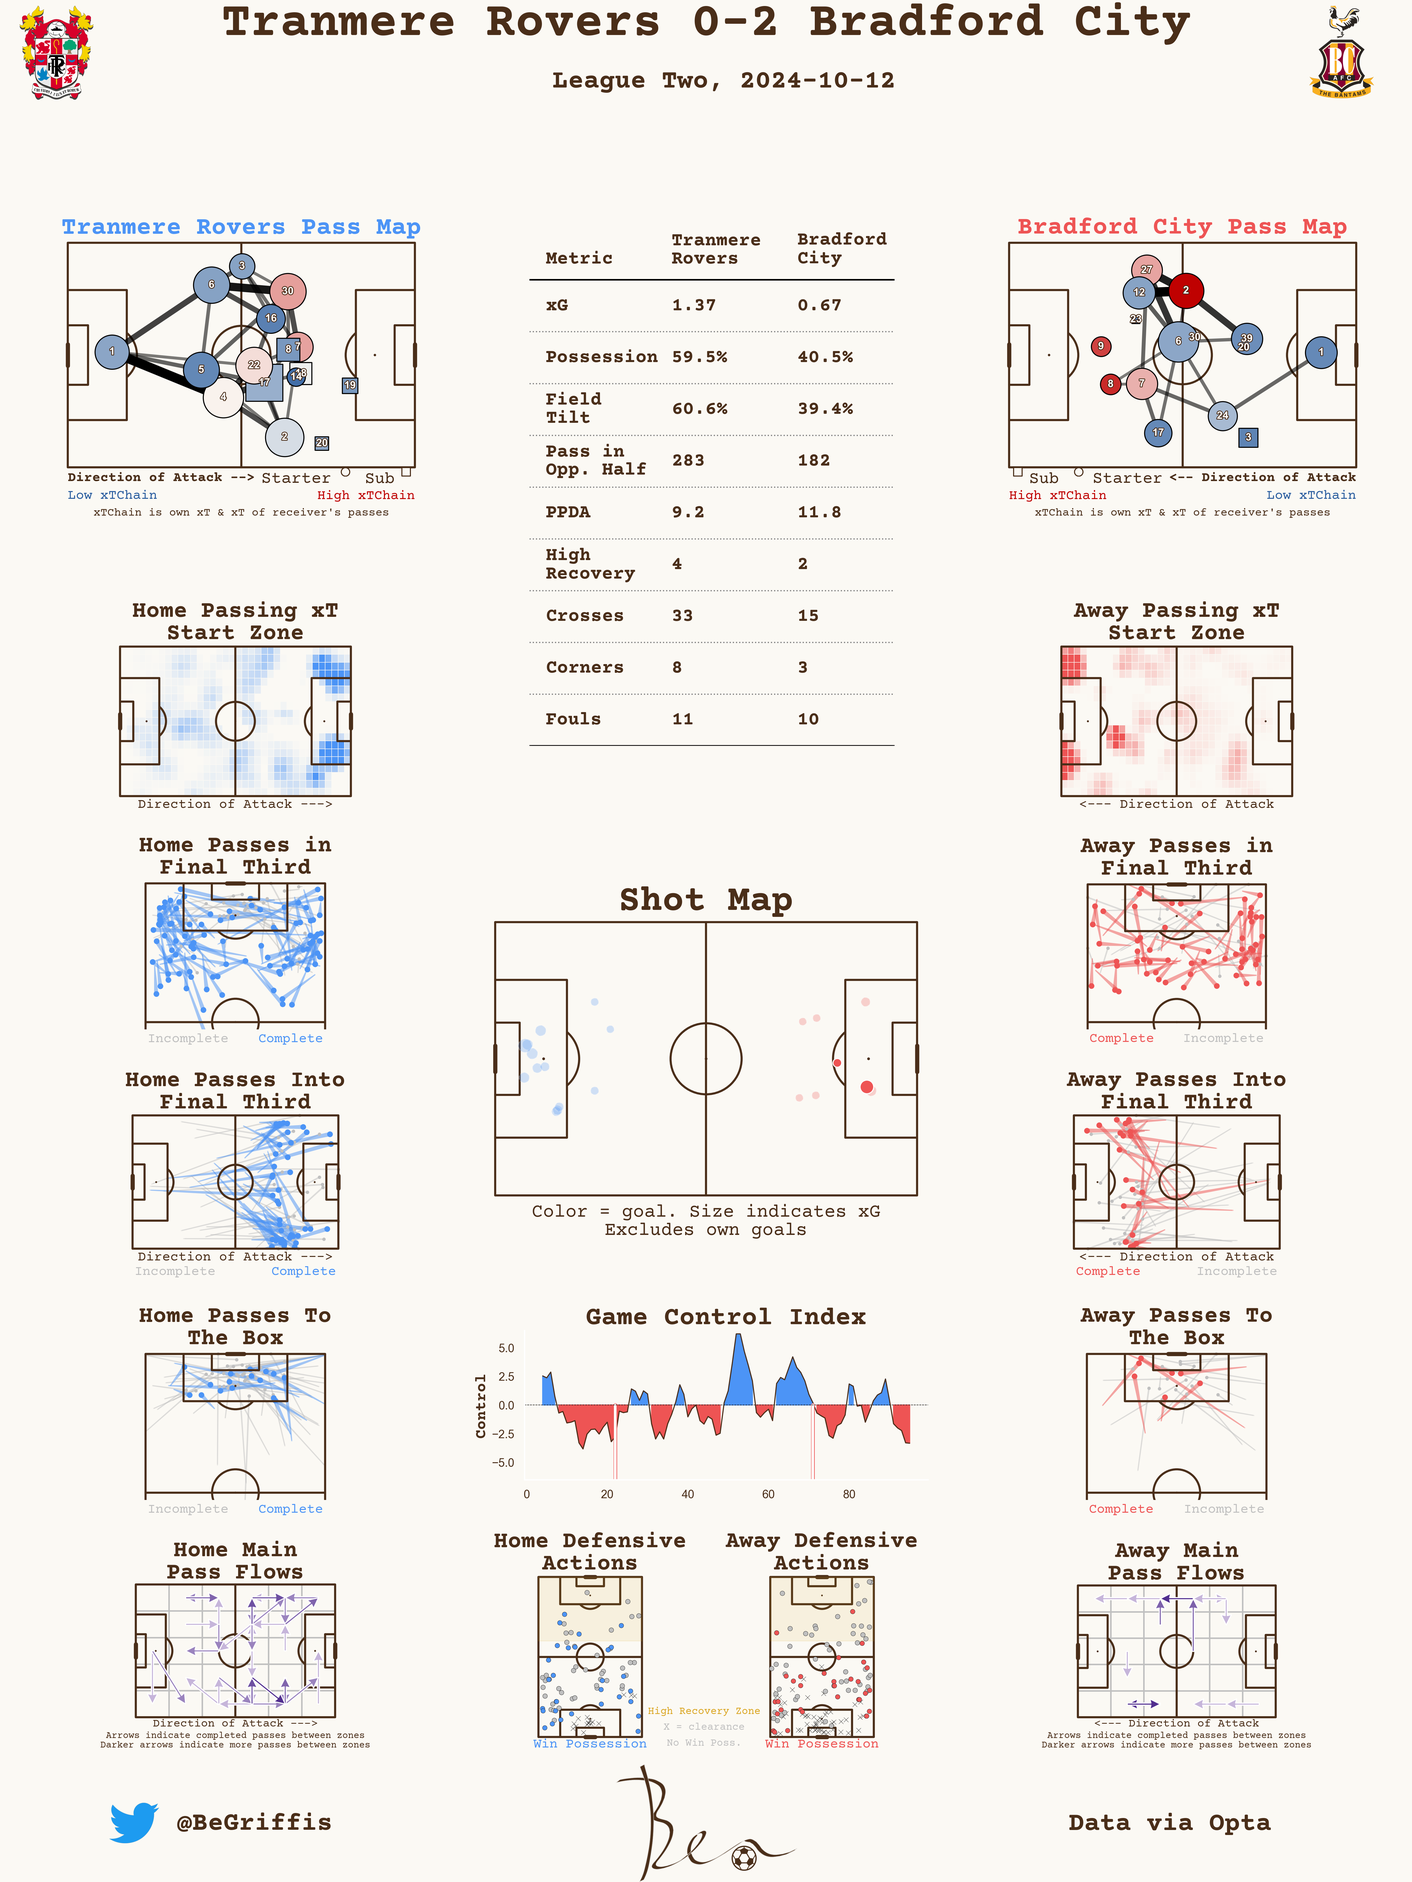 Tranmere Rovers 0-2 Bradford City
League Two, 2024-10-12
THE BANTAMS
Tranmere Rovers Pass Map
3
6
30
16
1
8
7
5
22
14
8
17
19
4
2
20
Direction of Attack --> Starter Sub
Low xTChain High xTChain
xTChain is own xT & xT of receiver's passes
Metric Tranmere Rovers Bradford City
xG 1.37 0.67
Possession 59.5% 40.5%
Field Tilt 60.6% 39.4%
Pass in Opp. Half 283 182
PPDA 9.2 11.8
High Recovery 4 2
Crosses 33 15
Corners 8 3
Fouls 11 10
Bradford City Pass Map
27
12
2
23
9
6
30
39
20
1
8
7
24
17
3
Sub Starter <-- Direction of Attack
High xTChain Low xTChain
xTChain is own xT & xT of receiver's passes
Home Passing xT
Start Zone
Direction of Attack --->
Away Passing xT
Start Zone
<--- Direction of Attack
Home Passes in
Final Third
Incomplete Complete
Away Passes in
Final Third
Complete Incomplete
Shot Map
Color = goal. Size indicates xG
Excludes own goals
Home Passes Into
Final Third
Direction of Attack --->
Incomplete Complete
Away Passes Into
Final Third
<--- Direction of Attack
Complete Incomplete
Home Passes To
The Box
Incomplete Complete
Game Control Index
Control
5.0
2.5
0.0
−2.5
−5.0
0 20 40 60 80
Away Passes To
The Box
Complete Incomplete
Home Main
Pass Flows
Direction of Attack --->
Arrows indicate completed passes between zones
Darker arrows indicate more passes between zones
Home Defensive
Actions
Win Possession
High Recovery Zone
X = clearance
No Win Poss.
Away Defensive
Actions
Win Possession
Away Main
Pass Flows
<--- Direction of Attack
Arrows indicate completed passes between zones
Darker arrows indicate more passes between zones
@BeGriffis
Ben
Data via Opta